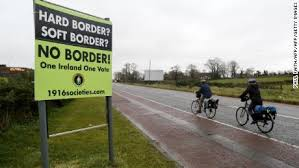 HARD BORDER?
SOFT BORDER?
NO BORDER!
One Ireland One Vote
1916societies.com